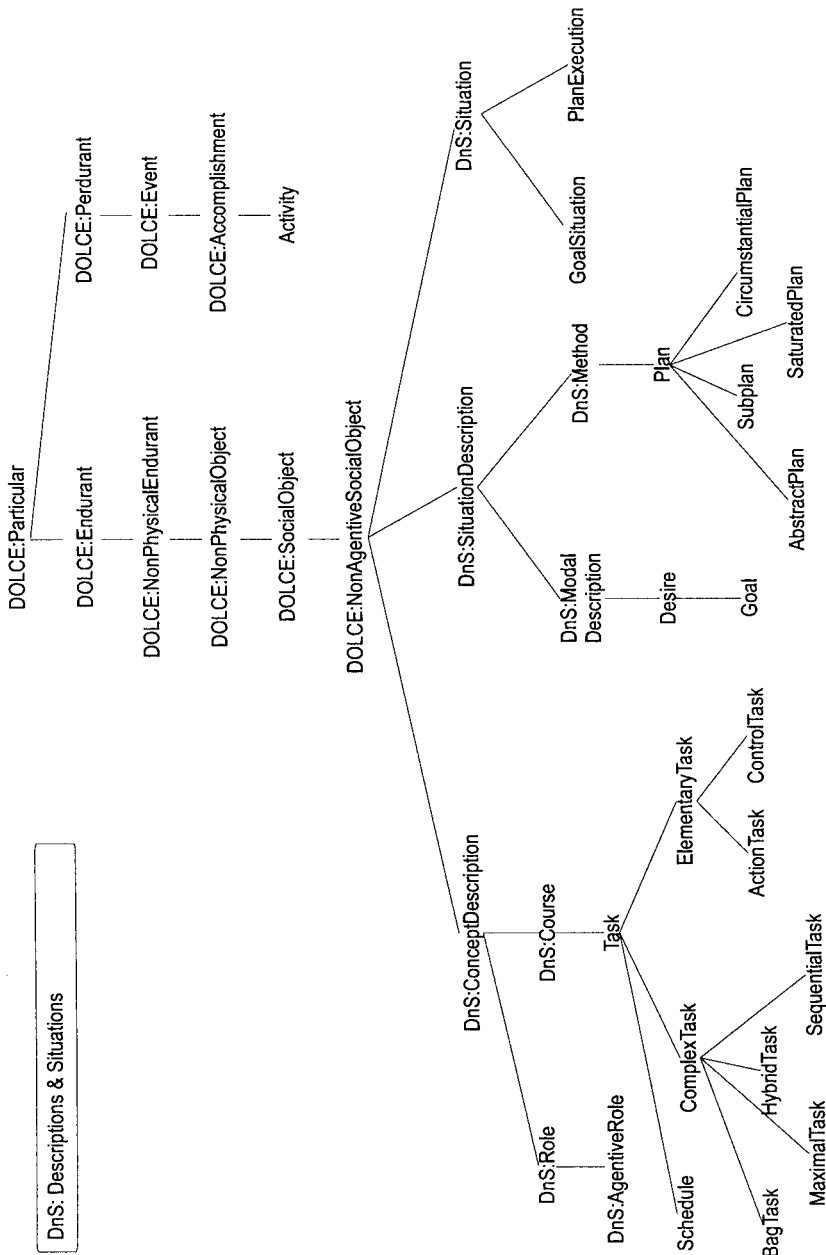 DnS: Descriptions & Situations
DOLCE:Particular
DOLCE:Endurant
DOLCE:Perdurant
DOLCE:NonPhysicalEndurant
DOLCE:Event
DOLCE:NonPhysicalObject
DOLCE:Accomplishment
DOLCE:SocialObject
Activity
DOLCE:NonAgentiveSocialObject
DnS:ConceptDescription
DnS:SituationDescription
DnS:Situation
DnS:Role
DnS:Course
DnS:Modal
Description
DnS:Method
GoalSituation
PlanExecution
DnS:AgentiveRole
Task
Desire
Plan
Schedule
ComplexTask
ElementaryTask
Goal
AbstractPlan
Subplan
SaturatedPlan
CircumstantialPlan
BagTask
MaximalTask
HybridTask
SequentialTask
ActionTask
ControlTask